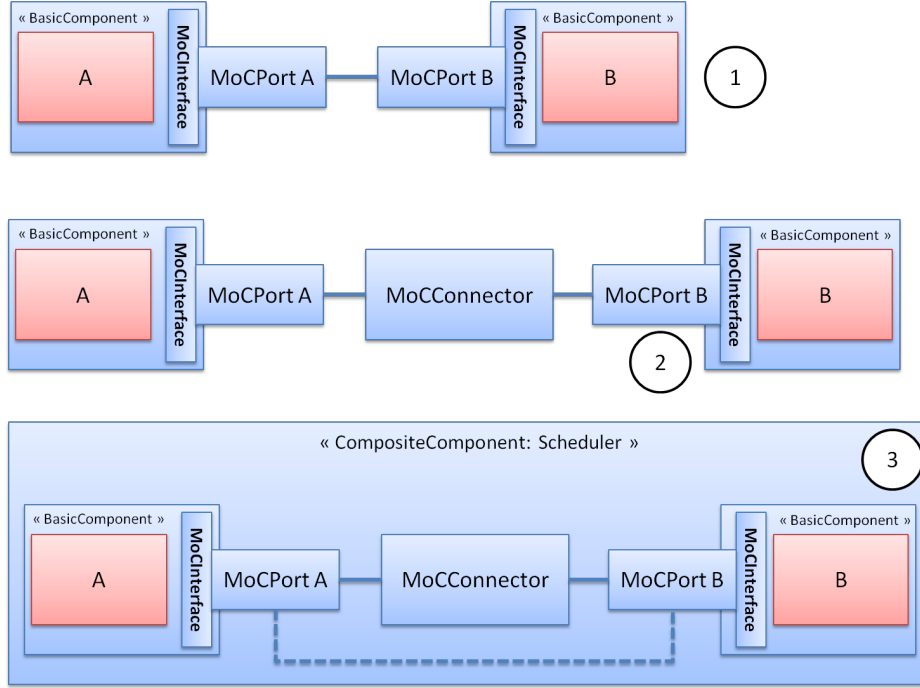 « BasicComponent »
A
MoCInterface
MoCPort A
MoCPort B
MoCInterface
« BasicComponent »
B
1
« BasicComponent »
A
MoCInterface
MoCPort A
MoCConnector
MoCPort B
MoCInterface
« BasicComponent »
B
2
« CompositeComponent: Scheduler »
3
« BasicComponent »
A
MoCInterface
MoCPort A
MoCConnector
MoCPort B
MoCInterface
« BasicComponent »
B